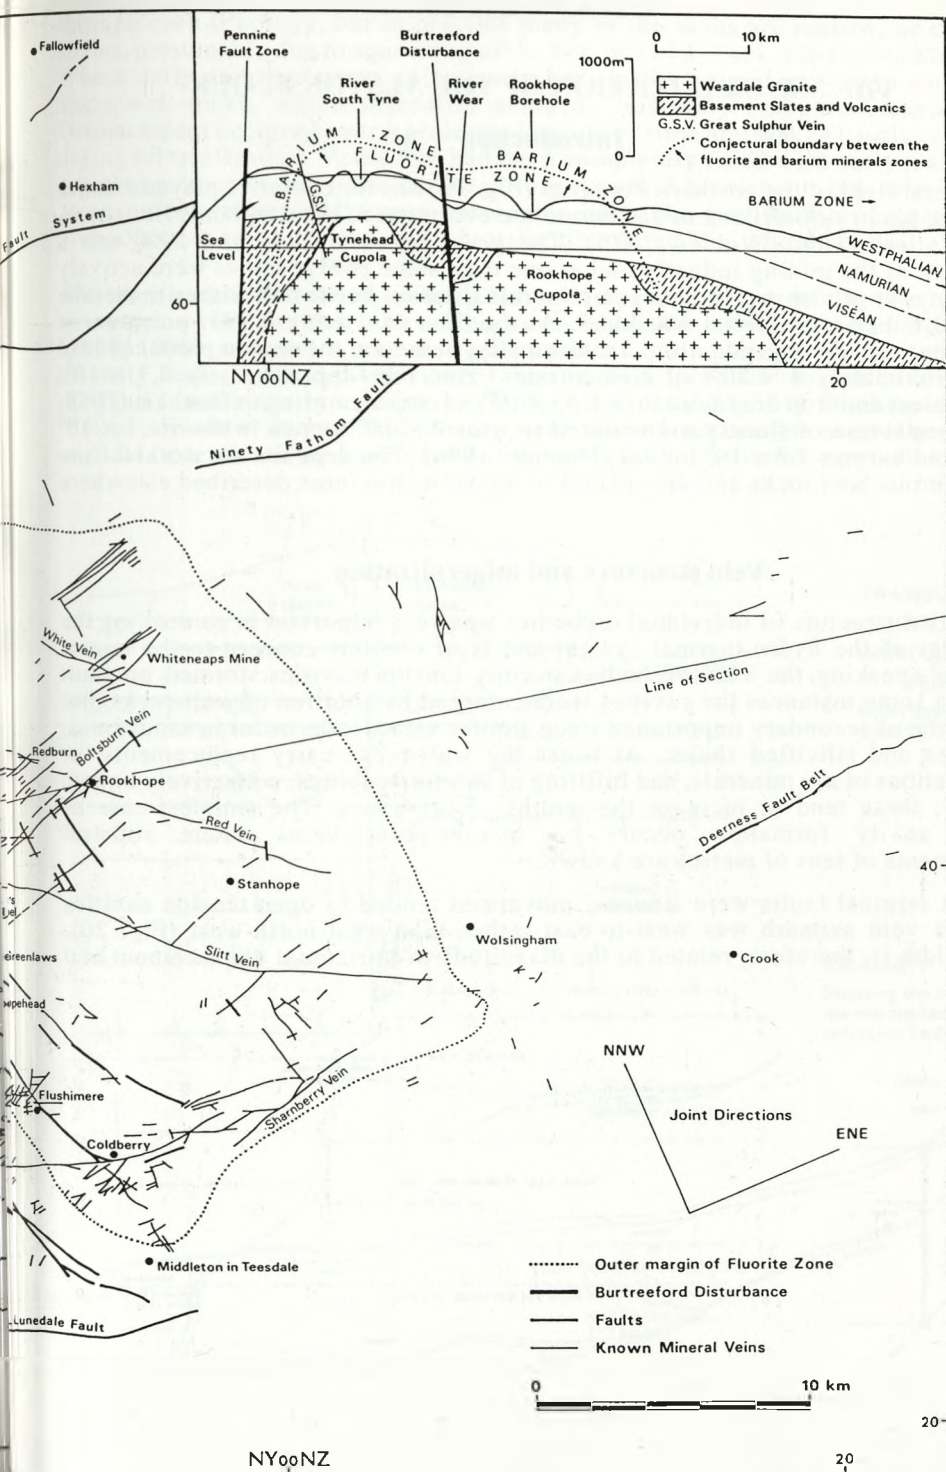 Fallowfield
Hexham
System
Fault
Pennine
Fault Zone
Burtreeford
Disturbance
River
South Tyne
River
Wear
Rookhope
Borehole
0 10km
1000m
0
Weardale Granite
Basement Slates and Volcanics
G.S.V. Great Sulphur Vein
Conjectural boundary between the
fluorite and barium minerals zones
BARIUM ZONE
FLUORITE ZONE
BARIUM ZONE
G.S.V.
BARIUM ZONE →
Sea
Level
Tynehead
Cupola
Rookhope
Cupola
WESTPHALIAN
NAMURIAN
VISÉAN
60
NY00NZ
20
Ninety Fathom Fault
White Vein
Whiteneaps Mine
Boltsburn Vein
Redburn
Rookhope
Red Vein
Stanhope
Line of Section
Deerness Fault Belt
40
Slitt Vein
Wolsingham
Crook
Flushimere
Coldberry
Sharnberry Vein
NNW
Joint Directions
ENE
Middleton in Teesdale
Lunedale Fault
Outer margin of Fluorite Zone
Burtreeford Disturbance
Faults
Known Mineral Veins
0 10 km
20
NY00NZ
20